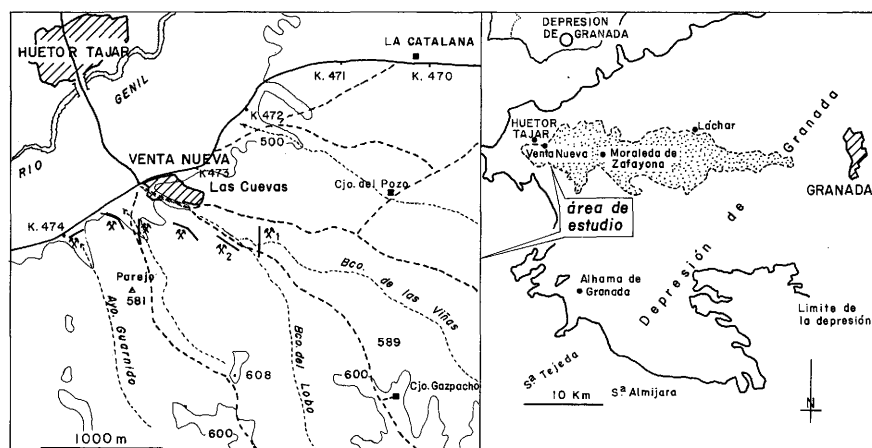 HUETOR TAJAR
RIO
GENIL
LA CATALANA
K. 471
K. 470
K.472
500
VENTA NUEVA
K473
Las Cuevas
Cjo. del Pozo
K. 474
1
2
Parejo
581
Ayo. Guarnido
Bco. del Lobo
Bco. de las Viñas
589
608
600
600
Cjo. Gazpacho
1000 m
DEPRESION
DE GRANADA
HUETOR
TAJAR
Venta Nueva
Moraleda de
Zafayona
Láchar
GRANADA
área de
estudio
Depresión de Granada
Alhama de
Granada
Limite de
la depresión
Sª Tejeda
Sª Almijara
10 Km
N